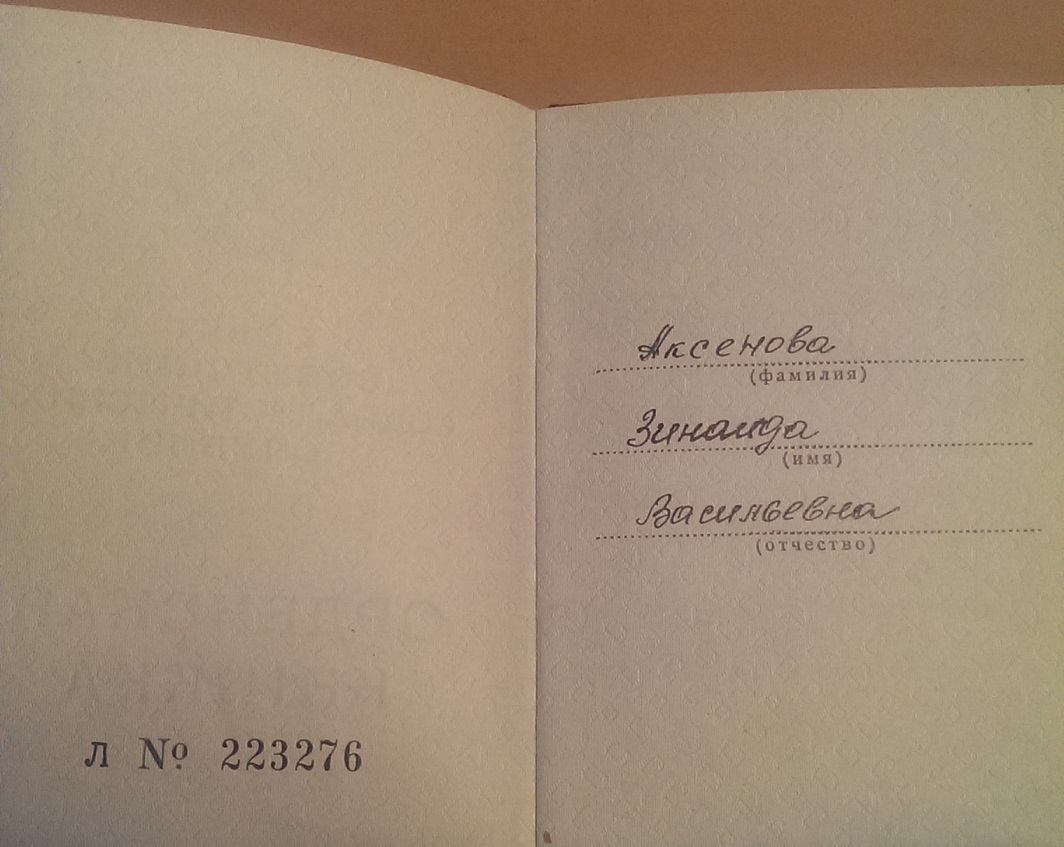 л № 223276
Аксенова
(фамилия)
Зинаида
(имя)
Васильевна
(отчество)